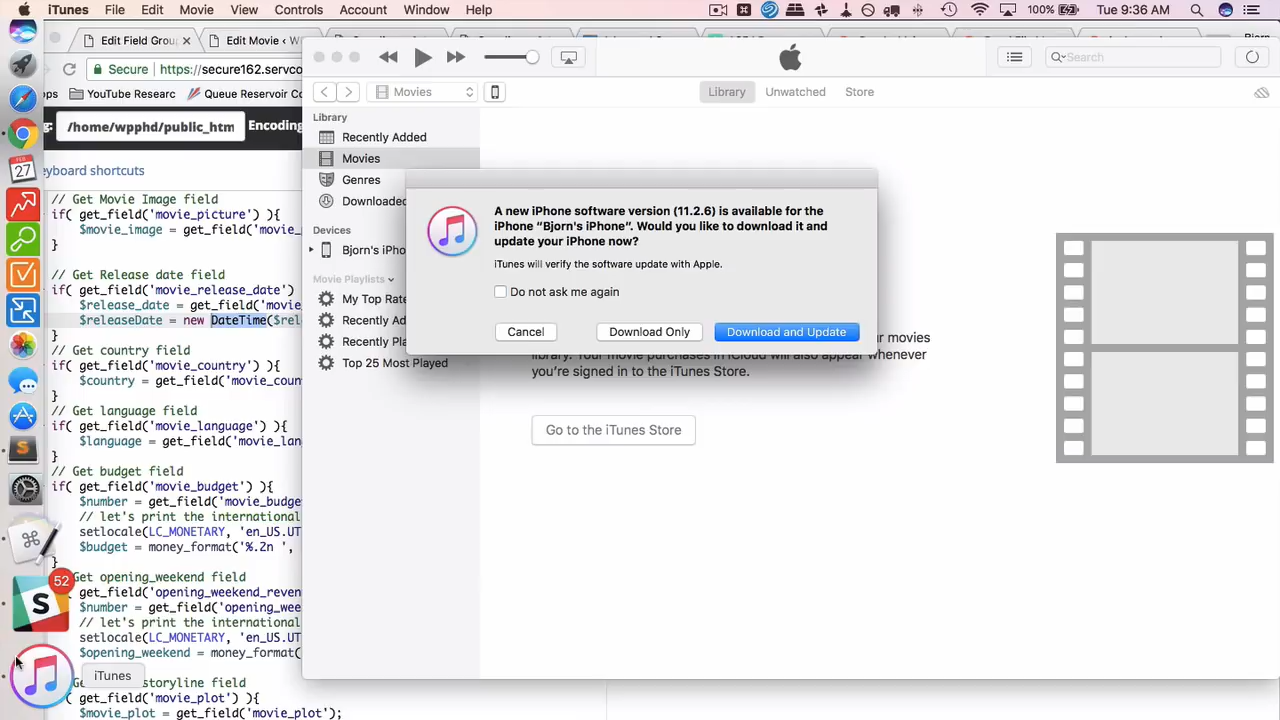 iTunes File Edit Movie View Controls Account Window Help
100% Tue 9:36 AM
Edit Field Grou
Edit Movie ‹ W
Secure https://secure162.servco
ps YouTube Researc Queue Reservoir Co
/home/wpphd/public_htm Encoding
eyboard shortcuts
// Get Movie Image field
if( get_field('movie_picture') ){
$movie_image = get_field('movie_p
}
// Get Release date field
if( get_field('movie_release_date')
$release_date = get_field('movie_
$releaseDate = new DateTime($rel
}
// Get country field
if( get_field('movie_country') ){
$country = get_field('movie_coun
}
// Get language field
if( get_field('movie_language') ){
$language = get_field('movie_lan
}
// Get budget field
if( get_field('movie_budget') ){
$number = get_field('movie_budge
// let's print the international
setlocale(LC_MONETARY, 'en_US.UT
$budget = money_format('%.2n ',
}
Get opening_weekend field
get_field('opening_weekend_reven
$number = get_field('opening_wee
// let's print the international
setlocale(LC_MONETARY, 'en_US.UT
$opening_weekend = money_format(
storyline field
( get_field('movie_plot') ){
$movie_plot = get_field('movie_plot');
FEB
27
52
S
iTunes
Search
Movies
Library Unwatched Store
Library
Recently Added
Movies
Genres
Downloaded
Devices
Bjorn's iPho
Movie Playlists
My Top Rate
Recently Ad
Recently Pla
Top 25 Most Played
A new iPhone software version (11.2.6) is available for the
iPhone “Bjorn's iPhone”. Would you like to download it and
update your iPhone now?
iTunes will verify the software update with Apple.
Do not ask me again
Cancel Download Only Download and Update
ur movies
library. Your movie purchases in iCloud will also appear whenever
you're signed in to the iTunes Store.
Go to the iTunes Store